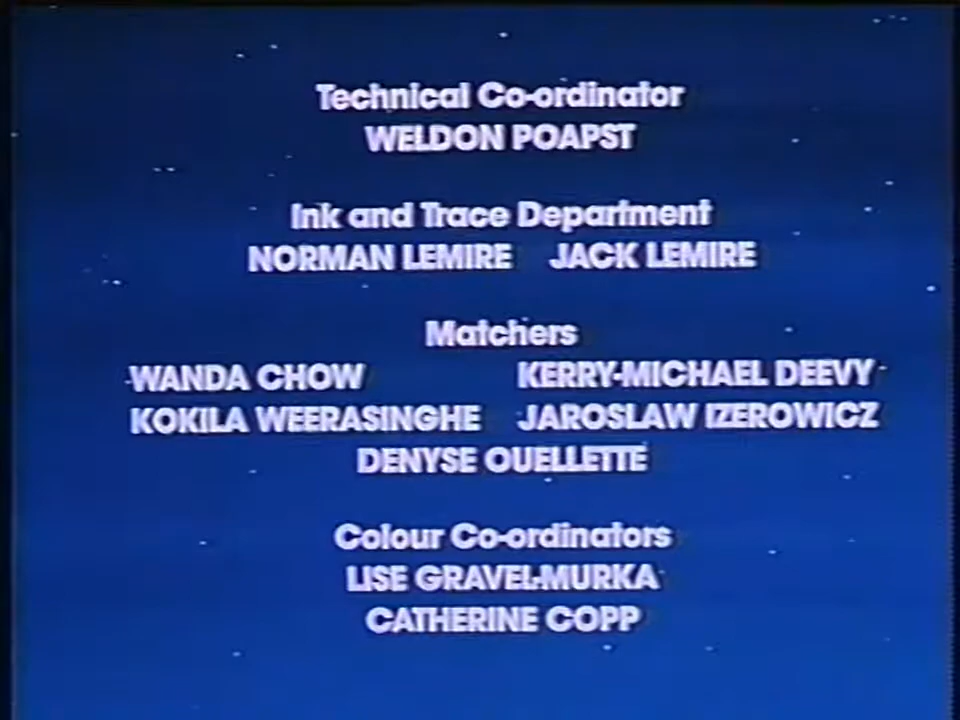 Technical Co-ordinator
WELDON POAPST
Ink and Trace Department
NORMAN LEMIRE JACK LEMIRE
Matchers
WANDA CHOW KERRY-MICHAEL DEEVY
KOKILA WEERASINGHE JAROSLAW IZEROWICZ
DENYSE OUELLETTE
Colour Co-ordinators
LISE GRAVEL-MURKA
CATHERINE COPP